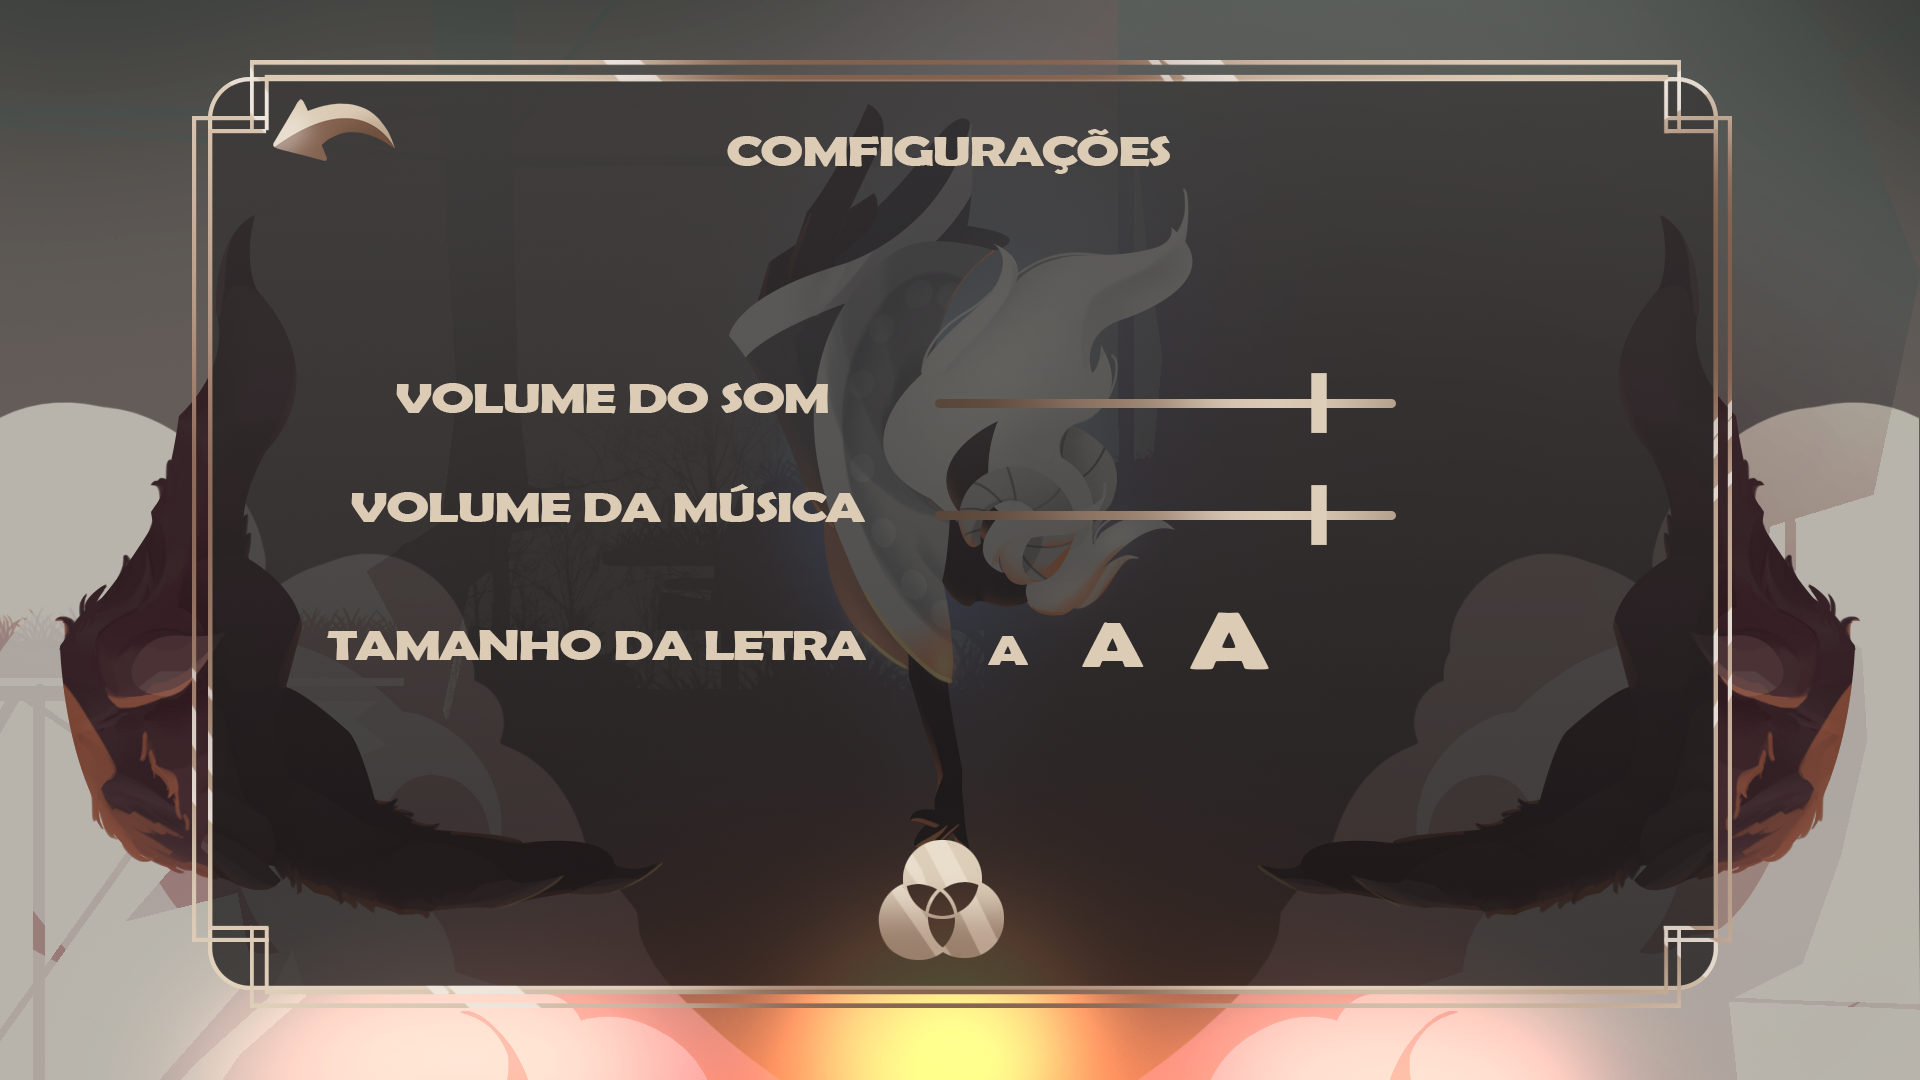 COMFIGURAÇÕES
VOLUME DO SOM
VOLUME DA MÚSICA
TAMANHO DA LETRA A A A